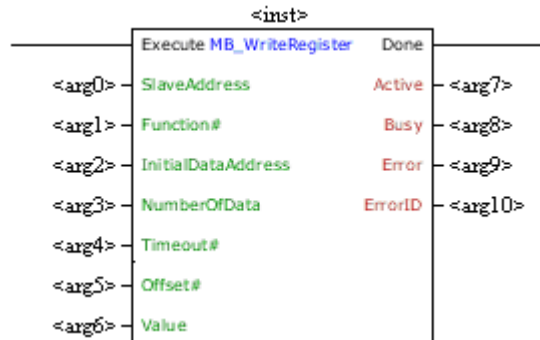 <inst>
Execute MB_WriteRegister Done
<arg0> SlaveAddress Active <arg7>
<arg1> Function# Busy <arg8>
<arg2> InitialDataAddress Error <arg9>
<arg3> NumberOfData ErrorID <arg10>
<arg4> Timeout#
<arg5> Offset#
<arg6> Value